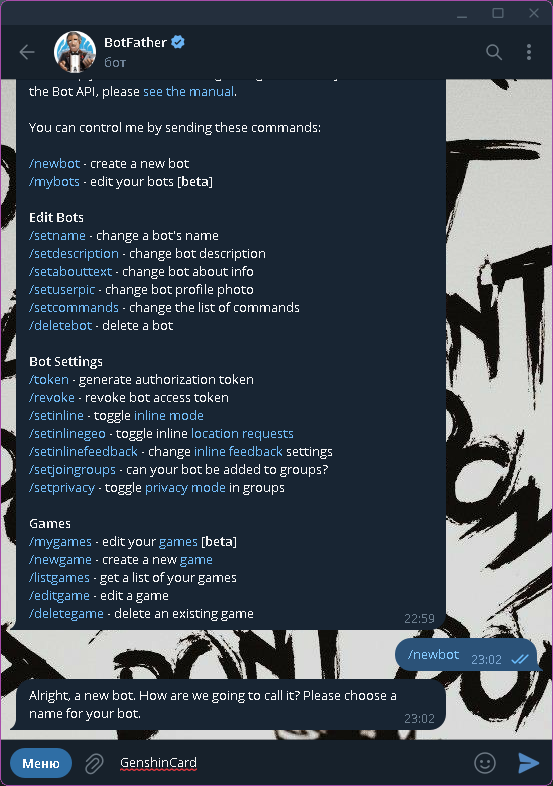 BotFather
бот
the Bot API, please see the manual.
You can control me by sending these commands:
/newbot - create a new bot
/mybots - edit your bots [beta]
Edit Bots
/setname - change a bot's name
/setdescription - change bot description
/setabouttext - change bot about info
/setuserpic - change bot profile photo
/setcommands - change the list of commands
/deletebot - delete a bot
Bot Settings
/token - generate authorization token
/revoke - revoke bot access token
/setinline - toggle inline mode
/setinlinegeo - toggle inline location requests
/setinlinefeedback - change inline feedback settings
/setjoingroups - can your bot be added to groups?
/setprivacy - toggle privacy mode in groups
Games
/mygames - edit your games [beta]
/newgame - create a new game
/listgames - get a list of your games
/editgame - edit a game
/deletegame - delete an existing game
22:59
/newbot 23:02
Alright, a new bot. How are we going to call it? Please choose a
name for your bot.
23:02
Меню
GenshinCard